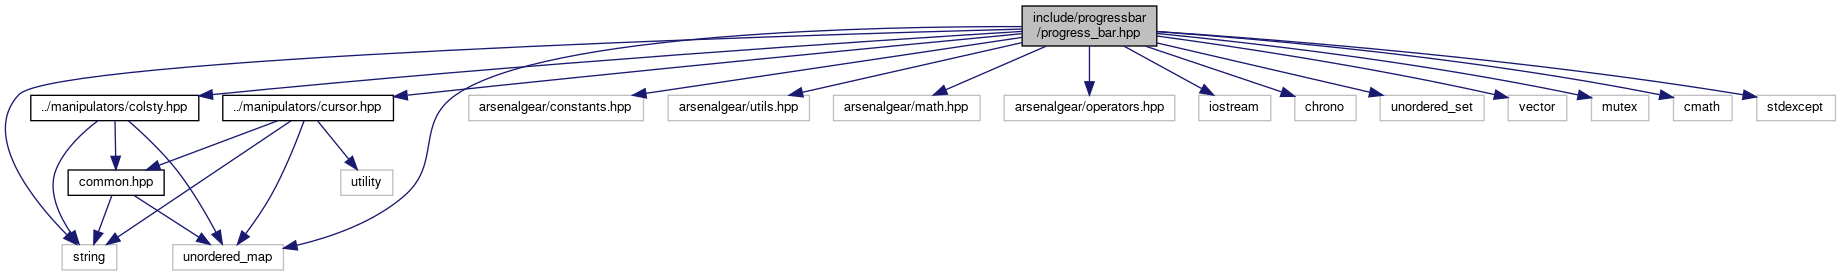 include/progressbar
/progress_bar.hpp
../manipulators/colsty.hpp
../manipulators/cursor.hpp
arsenalgear/constants.hpp
arsenalgear/utils.hpp
arsenalgear/math.hpp
arsenalgear/operators.hpp
iostream
chrono
unordered_set
vector
mutex
cmath
stdexcept
common.hpp
utility
string
unordered_map